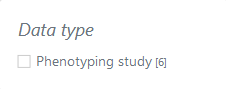 Data type
Phenotyping study [6]